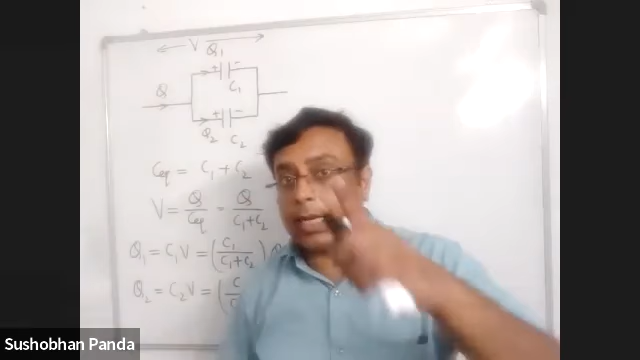 V
Q₁
+ −
C₁
Q
+ −
Q₂ C₂
Ceq = C₁ + C₂
V = Q/Ceq = Q/(C₁+C₂)
Q₁ = C₁V = (C₁/(C₁+C₂))
Q₂ = C₂V = (C
Sushobhan Panda